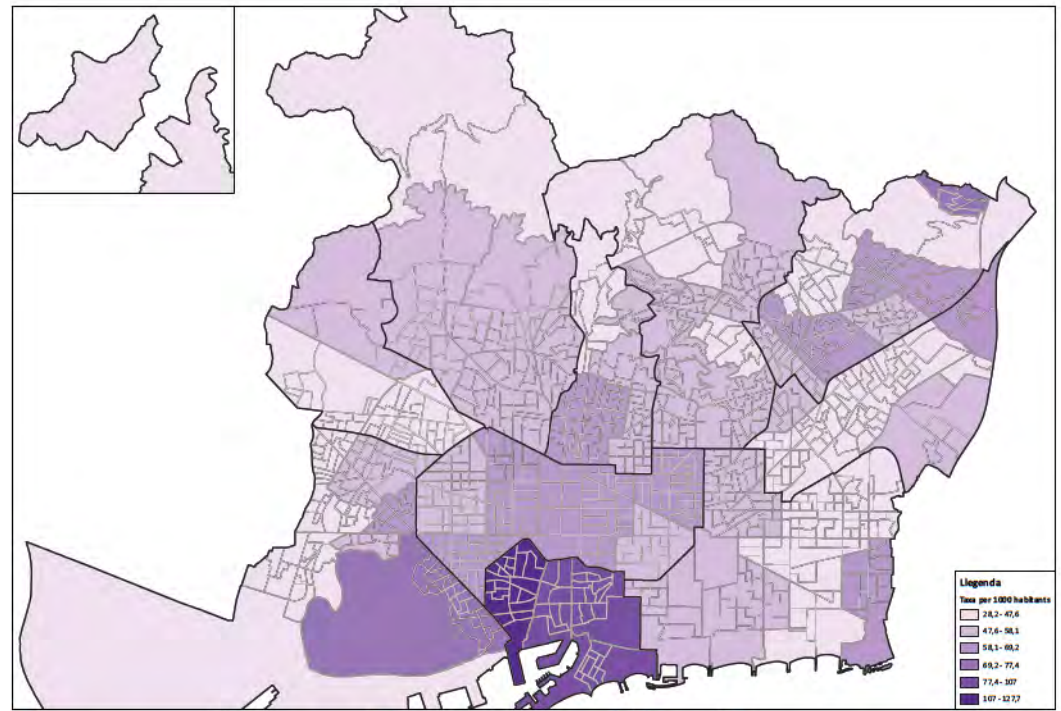 Llegenda
Taxa per 1000 habitants
28,2 - 47,6
47,6 - 58,1
58,1 - 69,2
69,2 - 77,4
77,4 - 107
107 - 127,7